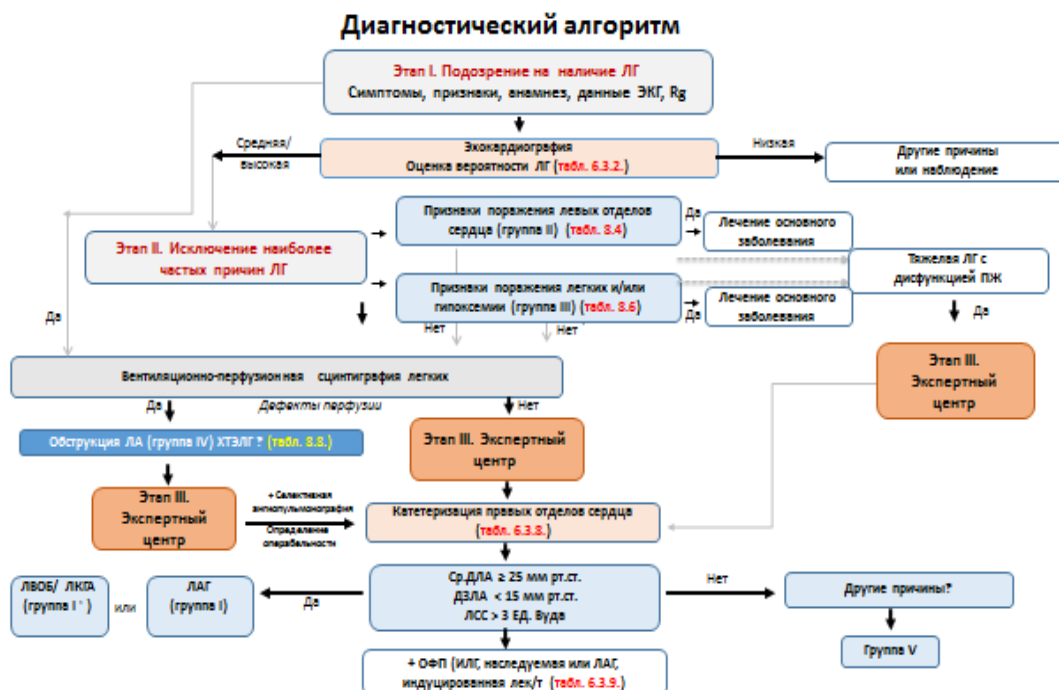 Диагностический алгоритм
Этап I. Подозрение на наличие ЛГ
Симптомы, признаки, анамнез, данные ЭКГ, Rg
Средняя/
высокая
Эхокардиография
Оценка вероятности ЛГ (табл. 6.3.2.)
Низкая
Другие причины
или наблюдение
Этап II. Исключение наиболее
частых причин ЛГ
Признаки поражения левых отделов
сердца (группа II) (табл. 8.4)
Да
Лечение основного
заболевания
Тяжелая ЛГ с
дисфункцией ПЖ
Признаки поражения легких и/или
гипоксемии (группа III) (табл. 8.6)
Да
Лечение основного
заболевания
Да
Да
Нет
Нет
Этап III.
Экспертный
центр
Вентиляционно-перфузионная сцинтиграфия легких
Да
Дефекты перфузии
Нет
Обструкция ЛА (группа IV) ХТЭЛГ ? (табл. 8.8.)
Этап III. Экспертный
центр
Этап III.
Экспертный
центр
+ Селективная
ангиопульмонография
Определение
операбельности
Катетеризация правых отделов сердца
(табл. 6.3.8.)
ЛВОБ/ ЛКГА
(группа I ' )
или
ЛАГ
(группа I)
Да
Ср.ДЛА ≥ 25 мм рт.ст.
ДЗЛА < 15 мм рт.ст.
ЛСС > 3 ЕД. Вуда
Нет
Другие причины?
Группа V
+ ОФП (ИЛГ, наследуемая или ЛАГ,
индуцированная лек/т (табл. 6.3.9.)